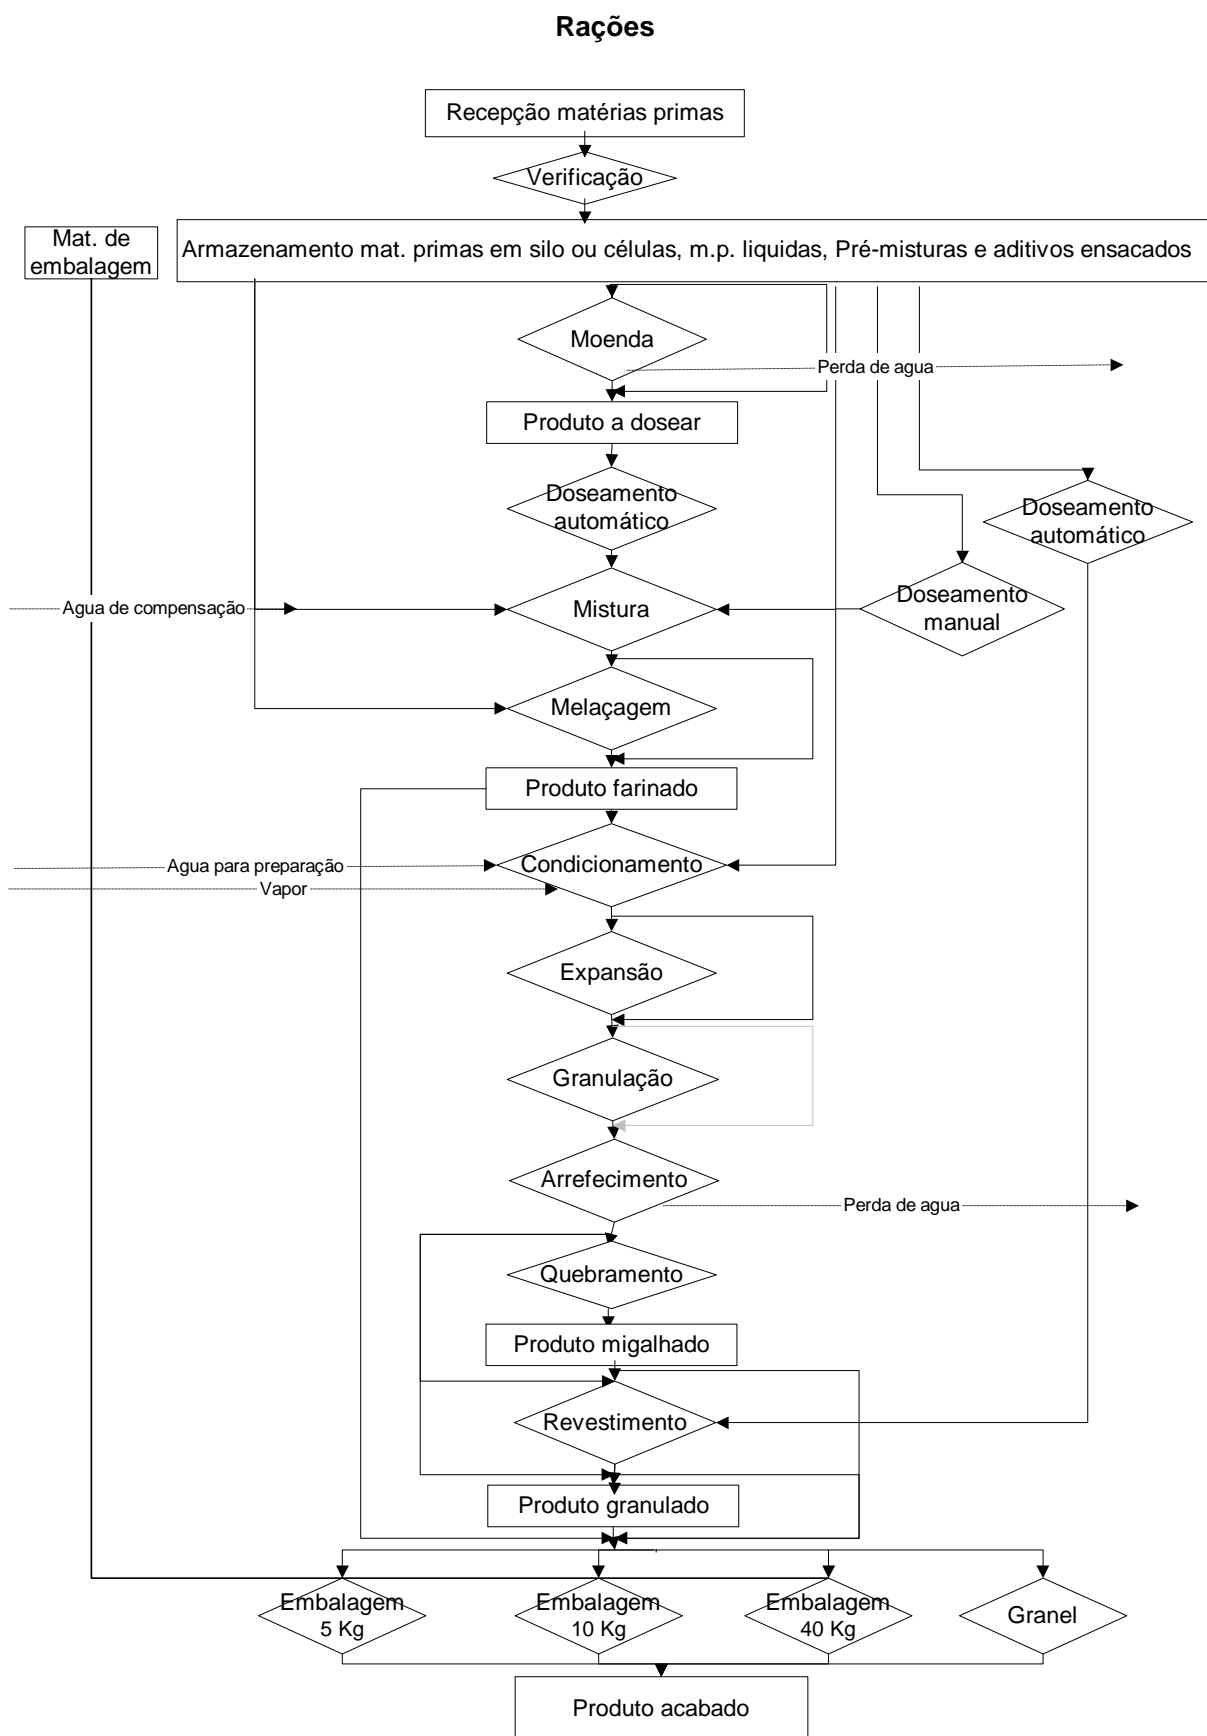 Rações
Recepção matérias primas
Verificação
Mat. de
embalagem
Armazenamento mat. primas em silo ou células, m.p. liquidas, Pré-misturas e aditivos ensacados
Moenda
Perda de agua
Produto a dosear
Doseamento
automático
Doseamento
automático
Agua de compensação
Mistura
Doseamento
manual
Melaçagem
Produto farinado
Agua para preparação
Condicionamento
Vapor
Expansão
Granulação
Arrefecimento
Perda de agua
Quebramento
Produto migalhado
Revestimento
Produto granulado
Embalagem
5 Kg
Embalagem
10 Kg
Embalagem
40 Kg
Granel
Produto acabado